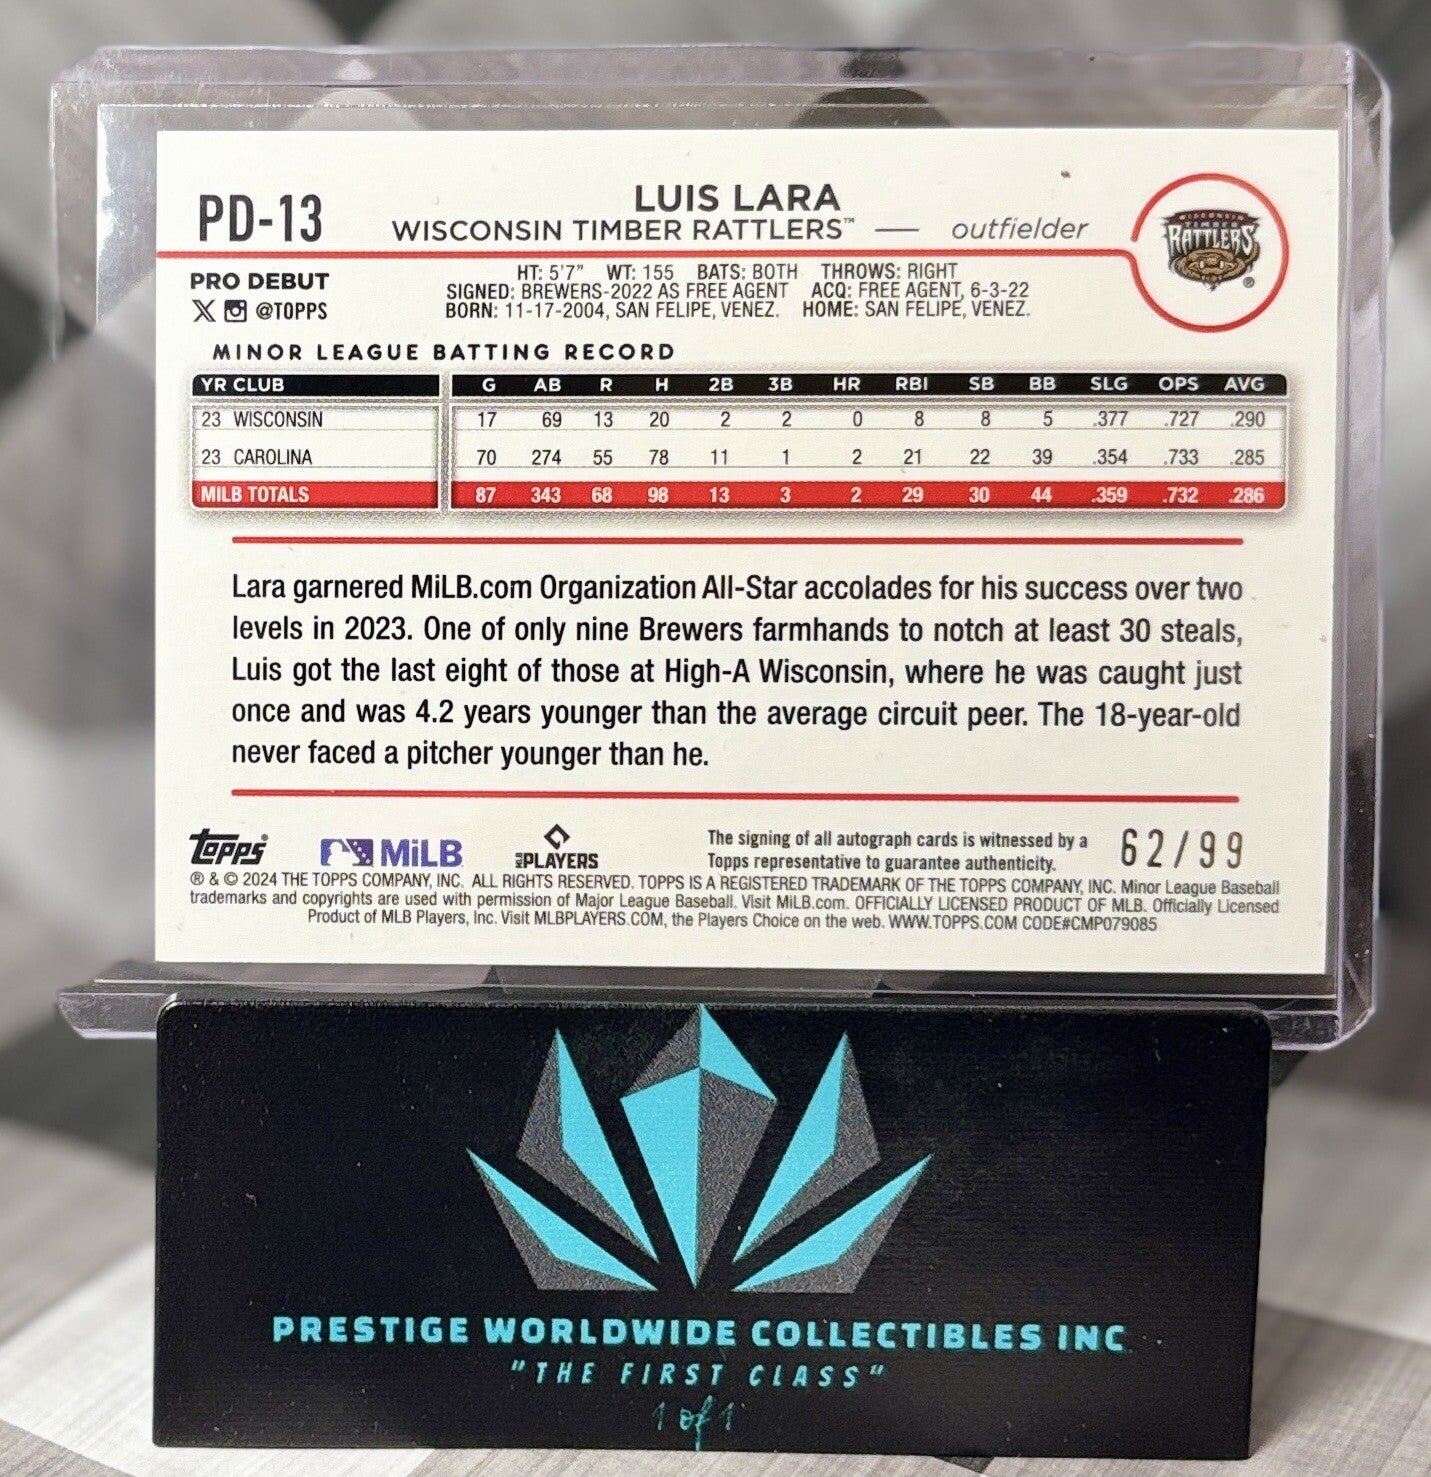 PD-13
LUIS LARA
WISCONSIN TIMBER RATTLERS™ — outfielder
WISCONSIN
TIMBER
RATTLERS
®
PRO DEBUT
X @TOPPS
HT: 5'7" WT: 155 BATS: BOTH THROWS: RIGHT
SIGNED: BREWERS-2022 AS FREE AGENT ACQ: FREE AGENT, 6-3-22
BORN: 11-17-2004, SAN FELIPE, VENEZ. HOME: SAN FELIPE, VENEZ.
MINOR LEAGUE BATTING RECORD
YR CLUB G AB R H 2B 3B HR RBI SB BB SLG OPS AVG
23 WISCONSIN 17 69 13 20 2 2 0 8 8 5 .377 .727 .290
23 CAROLINA 70 274 55 78 11 1 2 21 22 39 .354 .733 .285
MILB TOTALS 87 343 68 98 13 3 2 29 30 44 .359 .732 .286
Lara garnered MiLB.com Organization All-Star accolades for his success over two
levels in 2023. One of only nine Brewers farmhands to notch at least 30 steals,
Luis got the last eight of those at High-A Wisconsin, where he was caught just
once and was 4.2 years younger than the average circuit peer. The 18-year-old
never faced a pitcher younger than he.
Topps® MiLB MLB PLAYERS
The signing of all autograph cards is witnessed by a
Topps representative to guarantee authenticity.
62/99
® & © 2024 THE TOPPS COMPANY, INC. ALL RIGHTS RESERVED. TOPPS IS A REGISTERED TRADEMARK OF THE TOPPS COMPANY, INC. Minor League Baseball
trademarks and copyrights are used with permission of Major League Baseball. Visit MiLB.com. OFFICIALLY LICENSED PRODUCT OF MLB. Officially Licensed
Product of MLB Players, Inc. Visit MLBPLAYERS.COM, the Players Choice on the web. WWW.TOPPS.COM CODE#CMP079085
PRESTIGE WORLDWIDE COLLECTIBLES INC
"THE FIRST CLASS"
1 of 1